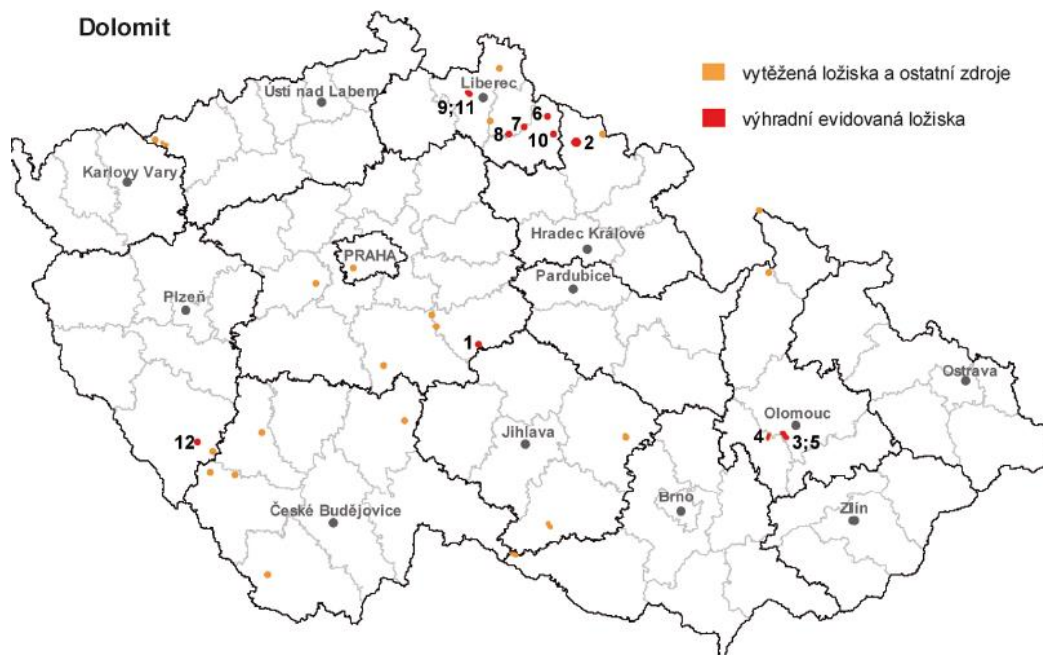 Dolomit
vytěžená ložiska a ostatní zdroje
výhradní evidovaná ložiska
Liberec
Ústí nad Labem
9;11
6
7
8
10
2
Karlovy Vary
Hradec Králové
PRAHA
Pardubice
Plzeň
1
Ostrava
Olomouc
12
Jihlava
4
3;5
Brno
Zlín
České Budějovice